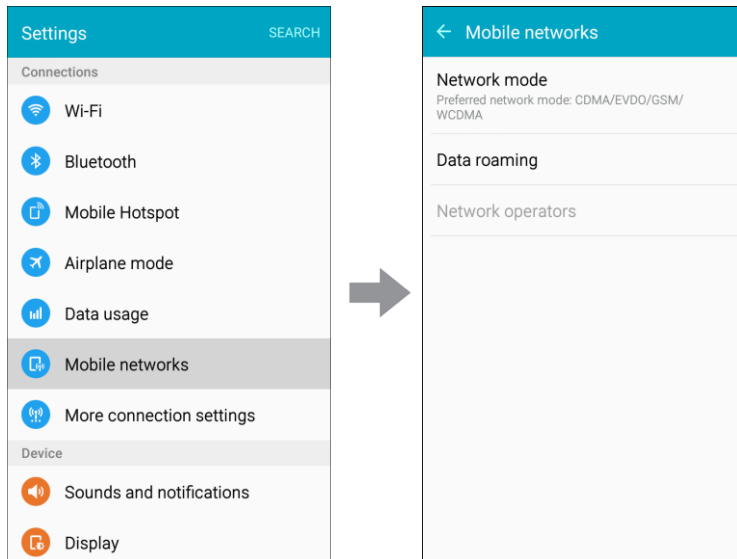 Settings
SEARCH
Connections
Wi-Fi
Bluetooth
Mobile Hotspot
Airplane mode
Data usage
Mobile networks
More connection settings
Device
Sounds and notifications
Display
Mobile networks
Network mode
Preferred network mode: CDMA/EVDO/GSM/
WCDMA
Data roaming
Network operators